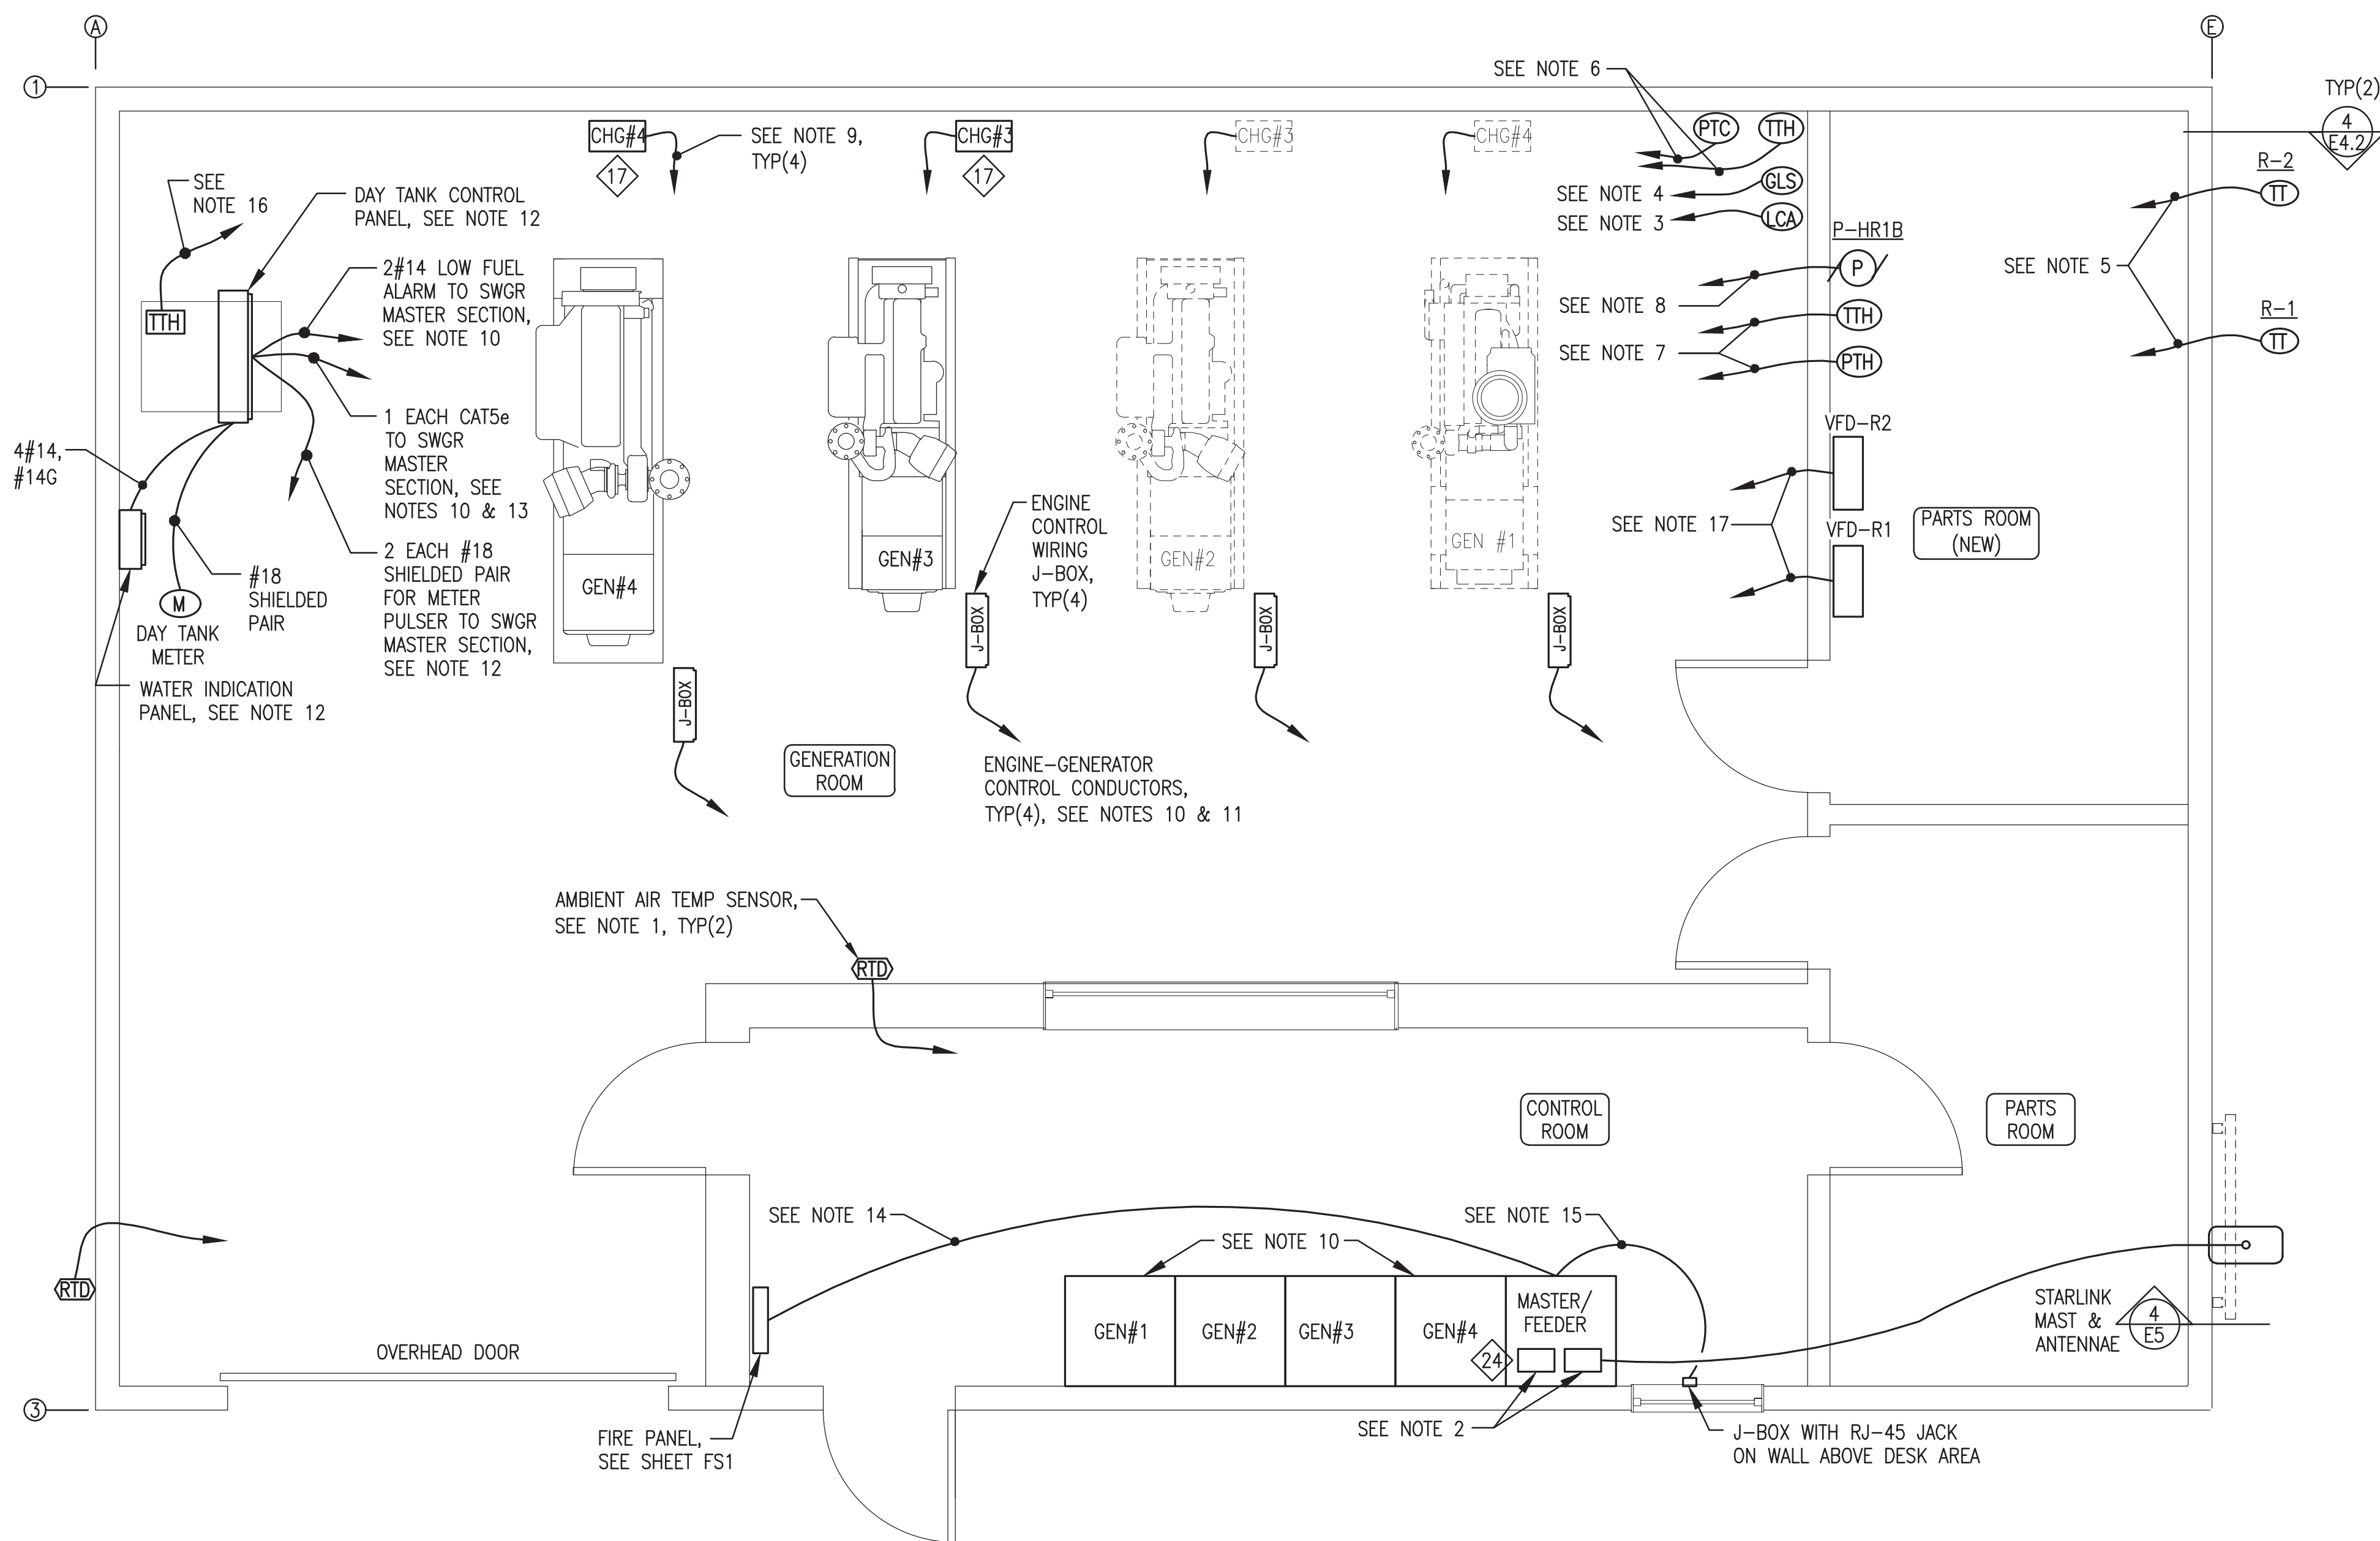 A
E
1
SEE NOTE 6
TYP(2)
4
E4.2
CHG#4
17
SEE NOTE 9,
TYP(4)
CHG#3
17
CHG#3
CHG#4
PTC
TTH
GLS
LCA
SEE NOTE 4
SEE NOTE 3
R-2
TT
SEE
NOTE 16
DAY TANK CONTROL
PANEL, SEE NOTE 12
P-HR1B
P
SEE NOTE 5
SEE NOTE 8
TTH
R-1
TT
SEE NOTE 7
PTH
TTH
2#14 LOW FUEL
ALARM TO SWGR
MASTER SECTION,
SEE NOTE 10
1 EACH CAT5e
TO SWGR
MASTER
SECTION, SEE
NOTES 10 & 13
4#14,
#14G
2 EACH #18
SHIELDED PAIR
FOR METER
PULSER TO SWGR
MASTER SECTION,
SEE NOTE 12
#18
SHIELDED
PAIR
M
DAY TANK
METER
WATER INDICATION
PANEL, SEE NOTE 12
GEN#4
GEN#3
GEN#2
GEN #1
ENGINE
CONTROL
WIRING
J-BOX,
TYP(4)
VFD-R2
SEE NOTE 17
VFD-R1
PARTS ROOM
(NEW)
J-BOX
J-BOX
J-BOX
J-BOX
GENERATION
ROOM
ENGINE-GENERATOR
CONTROL CONDUCTORS,
TYP(4), SEE NOTES 10 & 11
AMBIENT AIR TEMP SENSOR,
SEE NOTE 1, TYP(2)
RTD
CONTROL
ROOM
PARTS
ROOM
SEE NOTE 14
SEE NOTE 10
SEE NOTE 15
RTD
GEN#1
GEN#2
GEN#3
GEN#4
MASTER/
FEEDER
24
STARLINK
MAST &
ANTENNAE
4
E5
OVERHEAD DOOR
3
FIRE PANEL,
SEE SHEET FS1
SEE NOTE 2
J-BOX WITH RJ-45 JACK
ON WALL ABOVE DESK AREA